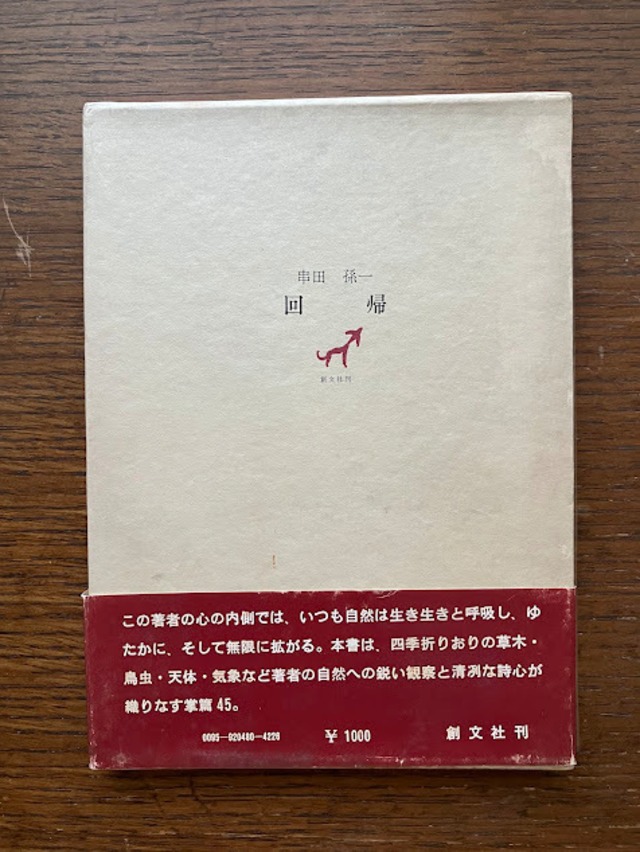 串田 孫一
回 帰
創文社刊
この著者の心の内側では、いつも自然は生き生きと呼吸し、ゆ
たかに、そして無限に拡がる。本書は、四季折りおりの草木・
鳥虫・天体・気象など著者の自然への鋭い観察と清冽な詩心が
織りなす掌篇45。
0095-920480-4226 ¥ 1000 創文社刊